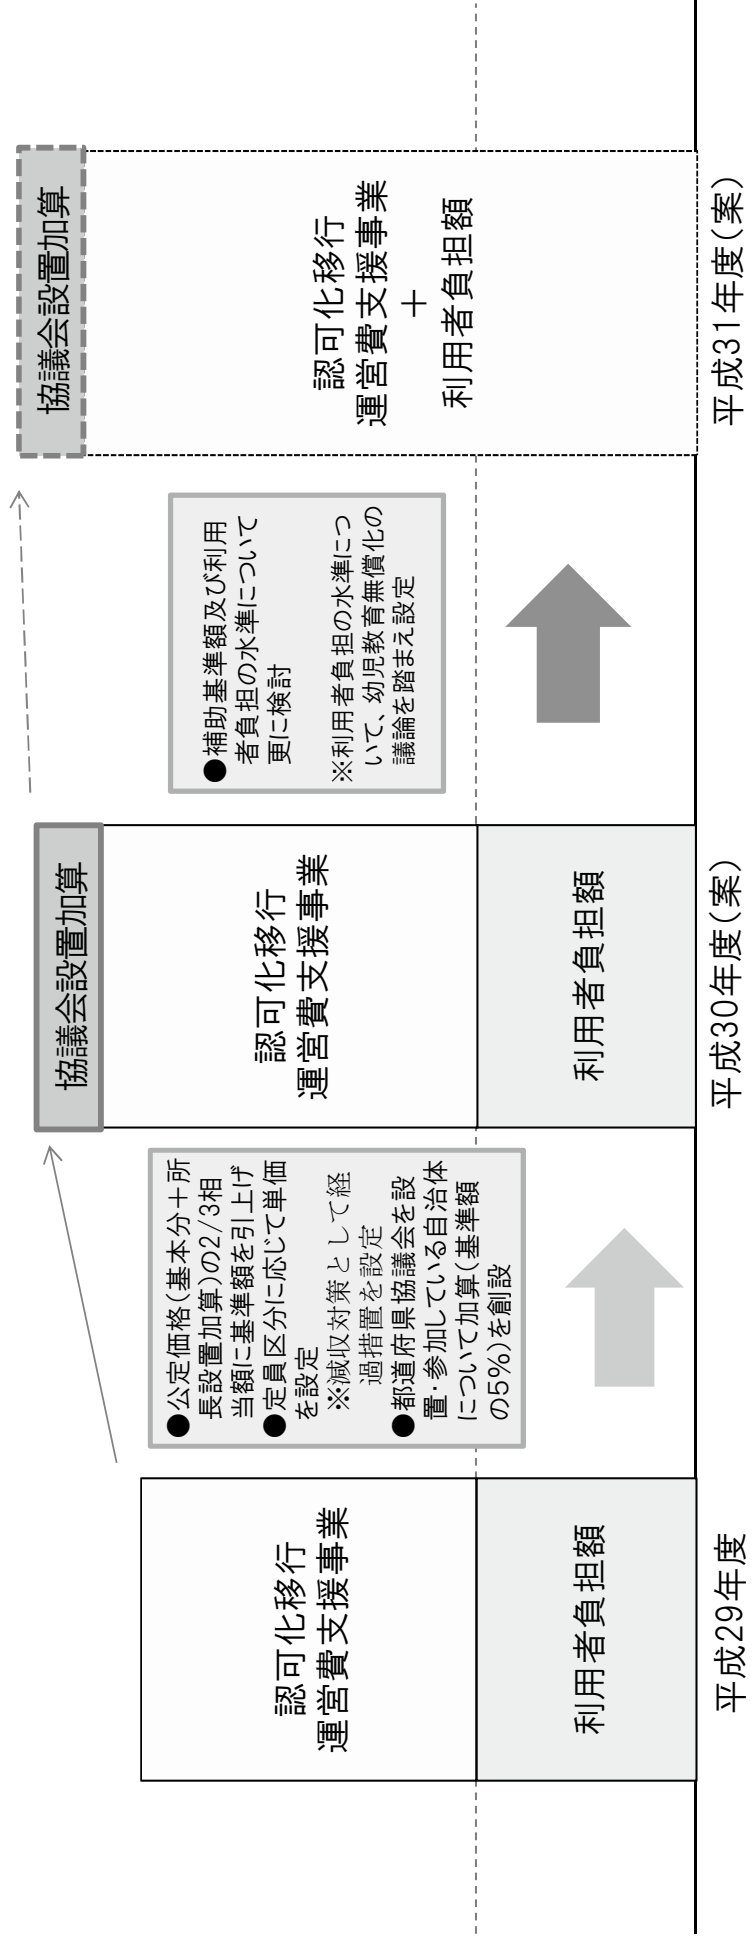 認可化移行
運営費支援事業
利用者負担額
平成29年度
●公定価格(基本分＋所
長設置加算)の2/3相
当額に基準額を引上げ
●定員区分に応じて単価
を設定
※減収対策として経
過措置を設定
●都道府県協議会を設
置・参加している自治体
について加算(基準額
の5%)を創設
協議会設置加算
認可化移行
運営費支援事業
利用者負担額
平成30年度(案)
●補助基準額及び利用
者負担の水準について
更に検討
※利用者負担の水準につ
いて、幼児教育無償化の
議論を踏まえ設定
協議会設置加算
認可化移行
運営費支援事業
＋
利用者負担額
平成31年度(案)